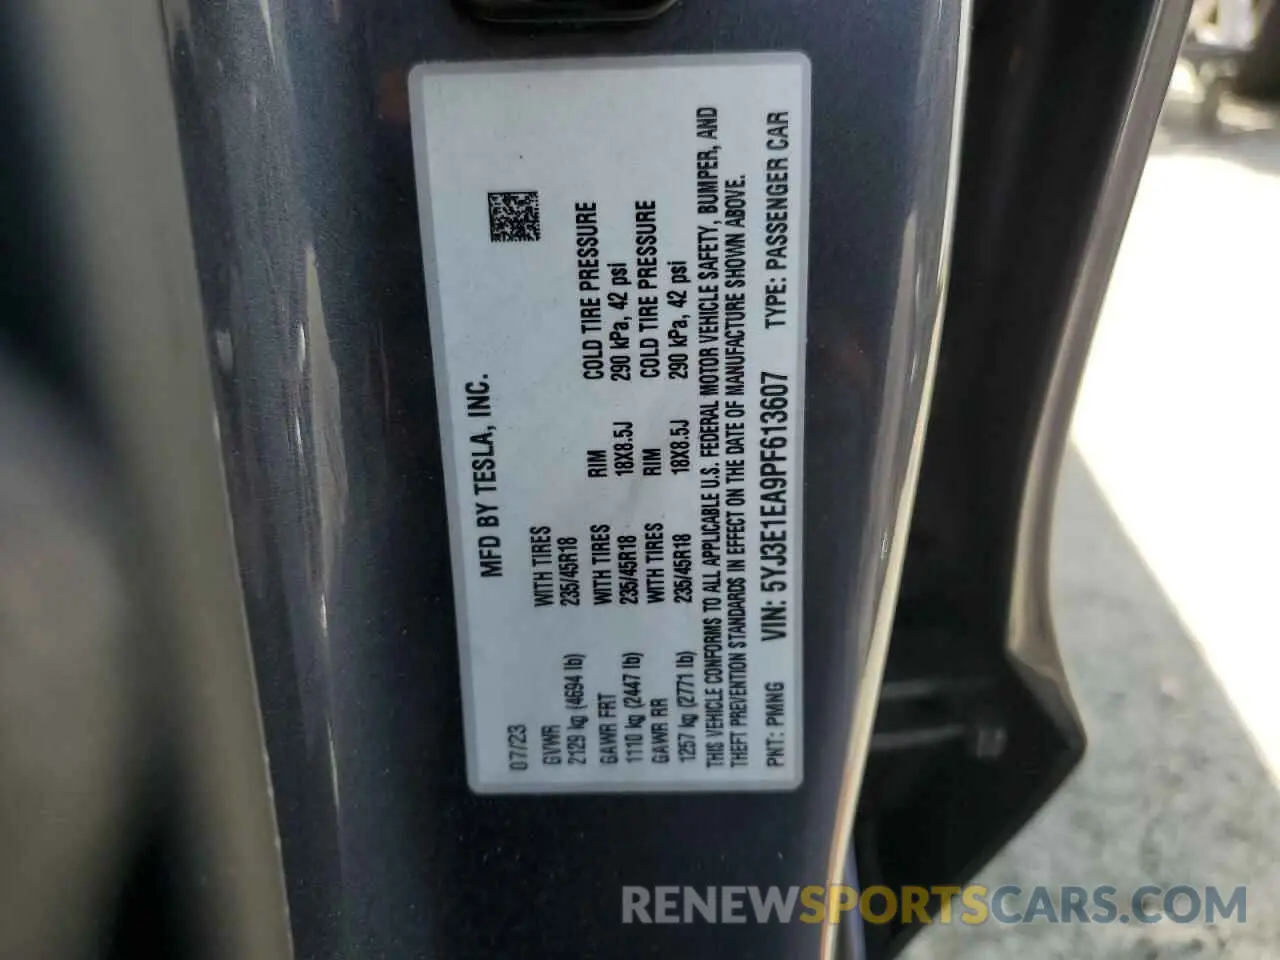 MFD BY TESLA, INC.
07/23
GVWR WITH TIRES
2129 kg (4694 lb) 235/45R18
GAWR FRT WITH TIRES RIM COLD TIRE PRESSURE
1110 kg (2447 lb) 235/45R18 18X8.5J 290 kPa, 42 psi
GAWR RR WITH TIRES RIM COLD TIRE PRESSURE
1257 kg (2771 lb) 235/45R18 18X8.5J 290 kPa, 42 psi
THIS VEHICLE CONFORMS TO ALL APPLICABLE U.S. FEDERAL MOTOR VEHICLE SAFETY, BUMPER, AND
THEFT PREVENTION STANDARDS IN EFFECT ON THE DATE OF MANUFACTURE SHOWN ABOVE.
PNT: PMNG VIN: 5YJ3E1EA9PF613607 TYPE: PASSENGER CAR
RENEWSPORTSCARS.COM